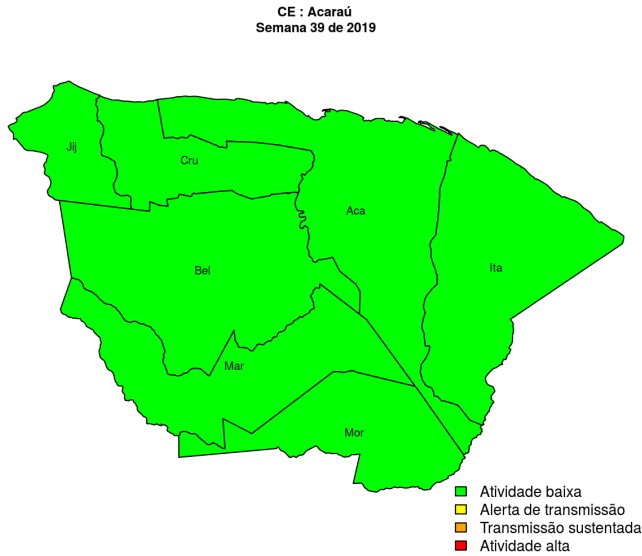 CE : Acaraú
Semana 39 de 2019
Jij
Cru
Aca
Bel
Ita
Mar
Mor
Atividade baixa
Alerta de transmissão
Transmissão sustentada
Atividade alta